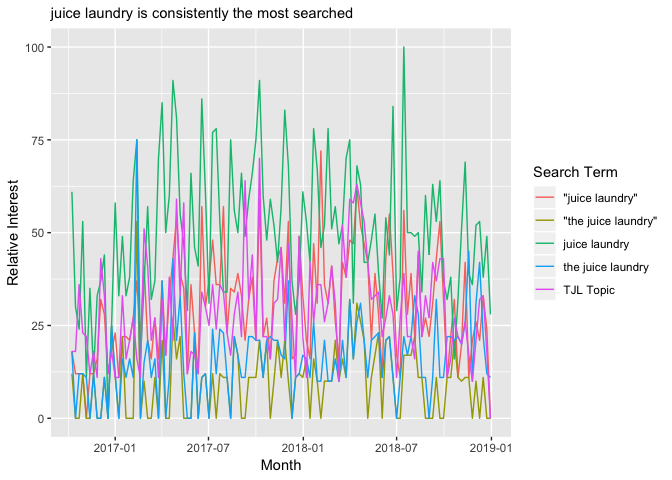 juice laundry is consistently the most searched
100
75
50
25
0
Relative Interest
2017-01 2017-07 2018-01 2018-07 2019-01
Month
Search Term
"juice laundry"
"the juice laundry"
juice laundry
the juice laundry
TJL Topic